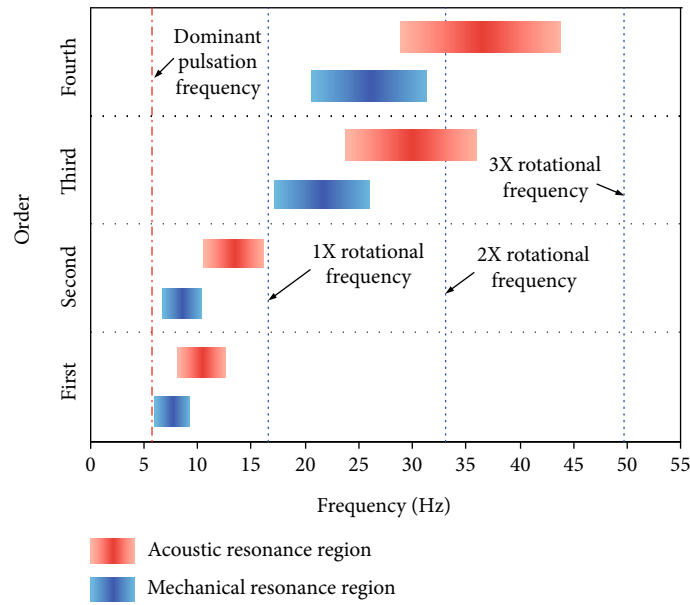 Dominant
pulsation
frequency
Fourth
Third
3X rotational
frequency
Order
1X rotational
frequency
2X rotational
frequency
Second
First
0 5 10 15 20 25 30 35 40 45 50 55
Frequency (Hz)
Acoustic resonance region
Mechanical resonance region